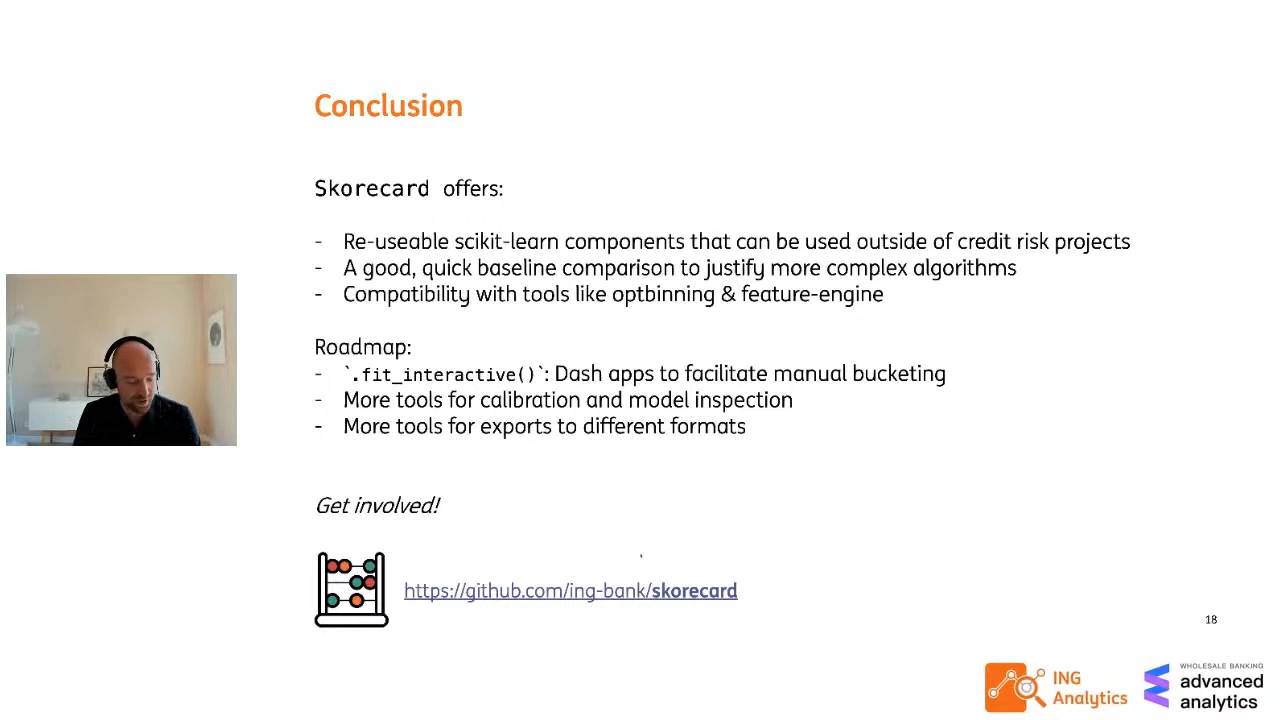 Conclusion
Skorecard offers:
- Re-useable scikit-learn components that can be used outside of credit risk projects
- A good, quick baseline comparison to justify more complex algorithms
- Compatibility with tools like optbinning & feature-engine
Roadmap:
- `.fit_interactive()`: Dash apps to facilitate manual bucketing
- More tools for calibration and model inspection
- More tools for exports to different formats
Get involved!
https://github.com/ing-bank/skorecard
18
ING
Analytics
WHOLESALE BANKING
advanced
analytics